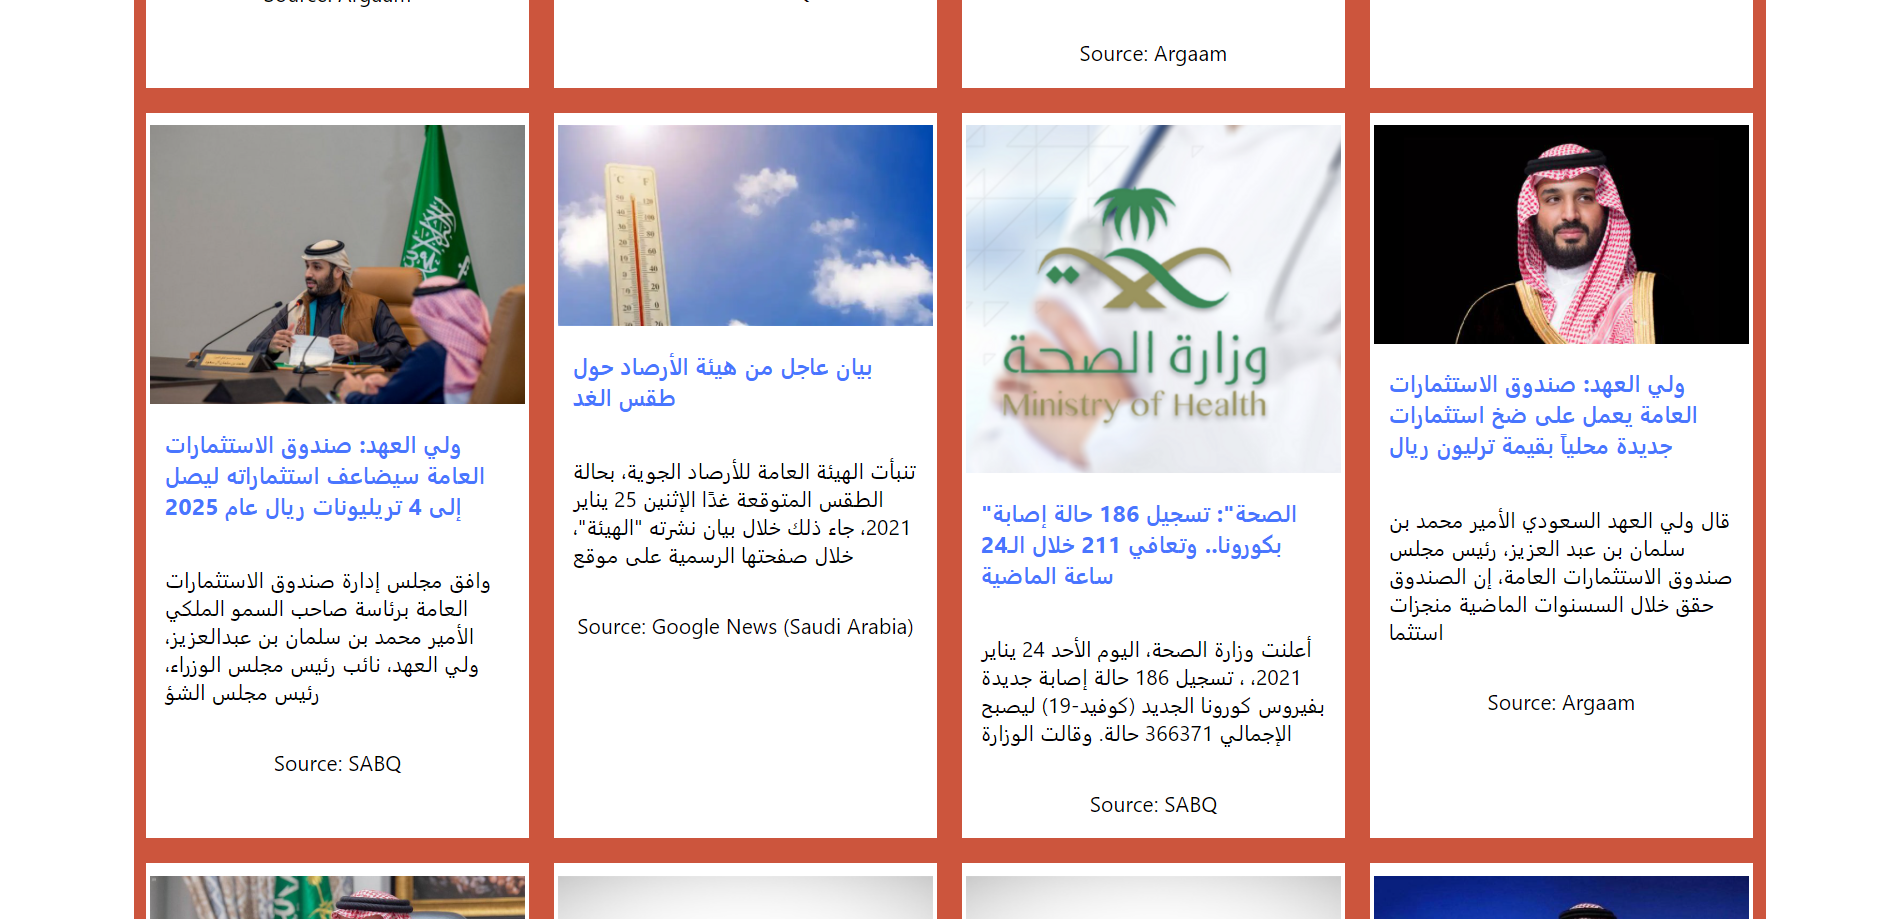 Source: Argaam
ولي العهد: صندوق الاستثمارات
العامة سيضاعف استثماراته ليصل
إلى 4 تريليونات ريال عام 2025
وافق مجلس إدارة صندوق الاستثمارات
العامة برئاسة صاحب السمو الملكي
الأمير محمد بن سلمان بن عبدالعزيز،
ولي العهد، نائب رئيس مجلس الوزراء،
رئيس مجلس الشؤ
Source: SABQ
C F
بيان عاجل من هيئة الأرصاد حول
طقس الغد
تنبأت الهيئة العامة للأرصاد الجوية، بحالة
الطقس المتوقعة غدًا الإثنين 25 يناير
2021، جاء ذلك خلال بيان نشرته "الهيئة"،
خلال صفحتها الرسمية على موقع
Source: Google News (Saudi Arabia)
وزارة الصحة
Ministry of Health
"الصحة": تسجيل 186 حالة إصابة
بكورونا.. وتعافي 211 خلال الـ24
ساعة الماضية
أعلنت وزارة الصحة، اليوم الأحد 24 يناير
2021، ، تسجيل 186 حالة إصابة جديدة
بفيروس كورونا الجديد (كوفيد-19) ليصبح
الإجمالي 366371 حالة. وقالت الوزارة
Source: SABQ
ولي العهد: صندوق الاستثمارات
العامة يعمل على ضخ استثمارات
جديدة محلياً بقيمة ترليون ريال
قال ولي العهد السعودي الأمير محمد بن
سلمان بن عبد العزيز، رئيس مجلس
صندوق الاستثمارات العامة، إن الصندوق
حقق خلال السسنوات الماضية منجزات
استثما
Source: Argaam